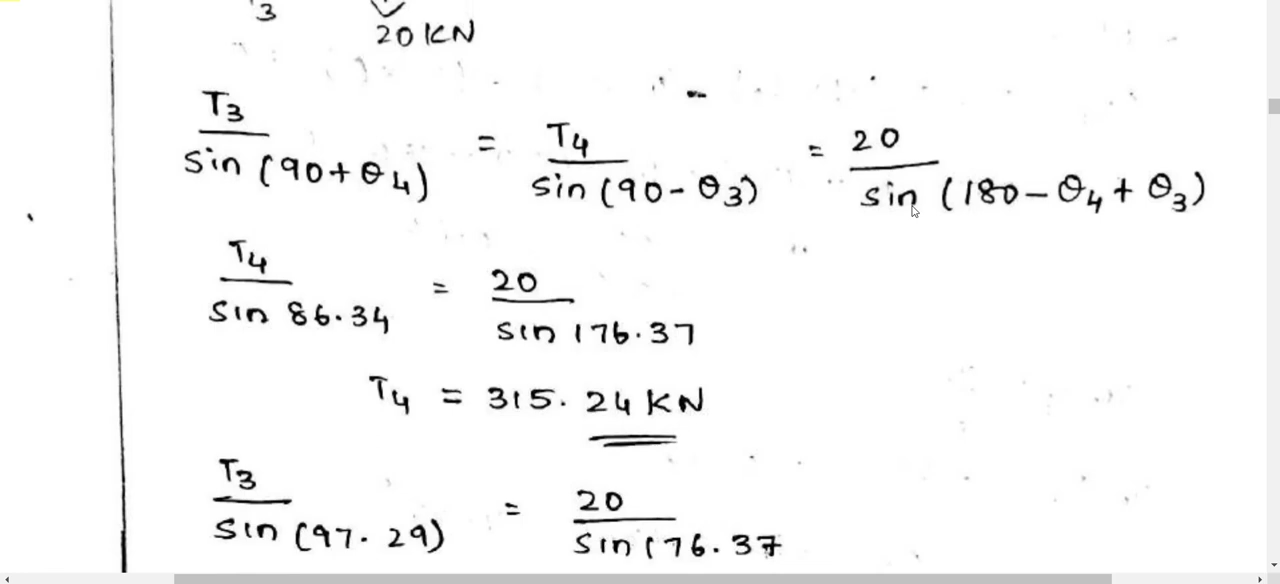 3
20 KN
T3 / sin (90+θ4) = T4 / sin (90-θ3) = 20 / sin (180-θ4+θ3)
T4 / sin 86.34 = 20 / sin 176.37
T4 = 315.24 KN
T3 / sin (97.29) = 20 / sin 176.37